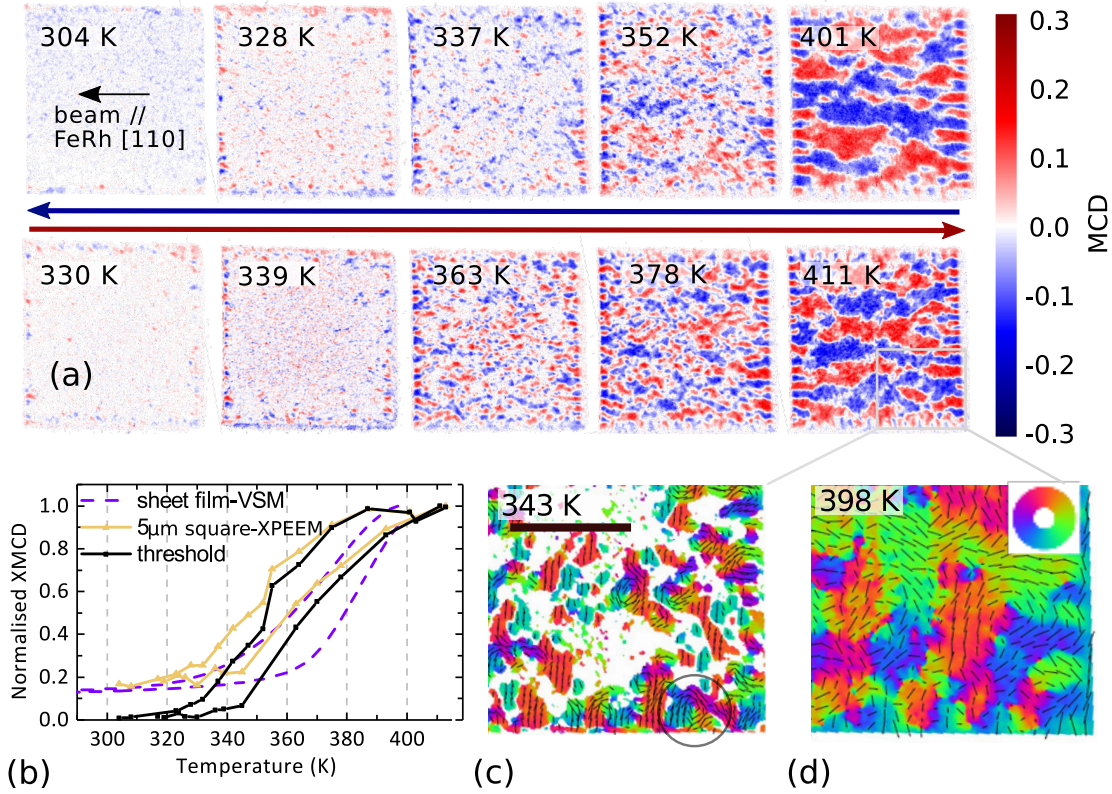 304 K
328 K
337 K
352 K
401 K
beam //
FeRh [110]
330 K
339 K
363 K
378 K
411 K
(a)
0.3
0.2
0.1
0.0
-0.1
-0.2
-0.3
MCD
sheet film-VSM
5μm square-XPEEM
threshold
1.0
0.8
0.6
0.4
0.2
0.0
Normalised XMCD
300 320 340 360 380 400
Temperature (K)
(b)
343 K
(c)
398 K
(d)